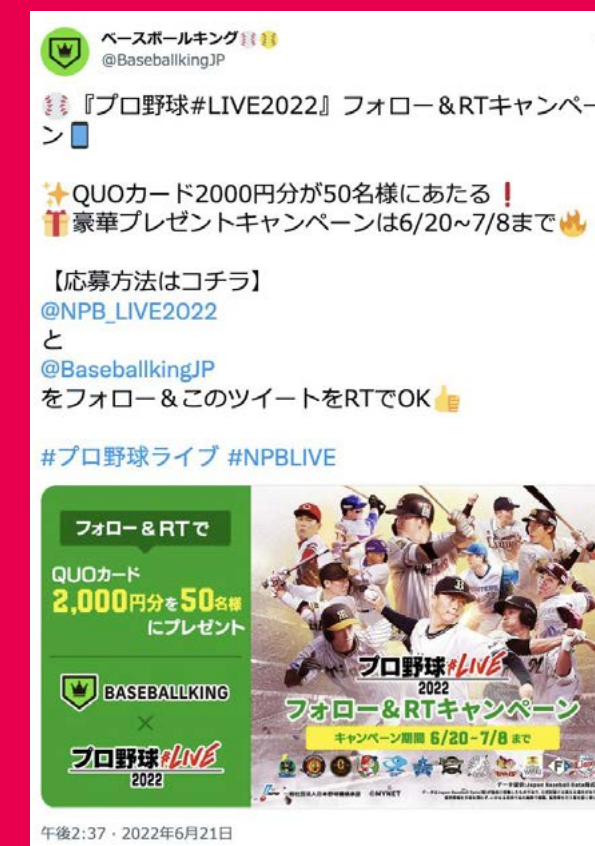 ベースボールキング
@BaseballkingJP
『プロ野球#LIVE2022』フォロー&RTキャンペー
ン
✨QUOカード2000円分が50名様にあたる❗
🎁豪華プレゼントキャンペーンは6/20~7/8まで🔥
【応募方法はコチラ】
@NPB_LIVE2022
と
@BaseballkingJP
をフォロー&このツイートをRTでOK👍
#プロ野球ライブ #NPBLIVE
フォロー&RTで
QUOカード
2,000円分を50名様
にプレゼント
BASEBALLKING
×
プロ野球#LIVE
2022
プロ野球#LIVE
2022
フォロー&RTキャンペーン
キャンペーン期間 6/20-7/8 まで
©MYNET
午後2:37 · 2022年6月21日